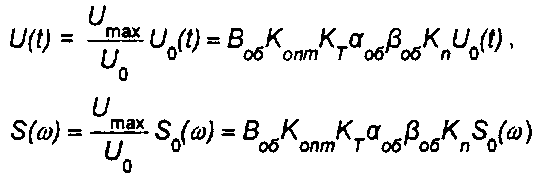 U(t) = U_max/U_0 U_0(t) = B_об K_опт K_T α_об β_об K_п U_0(t) ,
S(ω) = U_max/U_0 S_0(ω) = B_об K_опт K_T α_об β_об K_п S_0(ω)